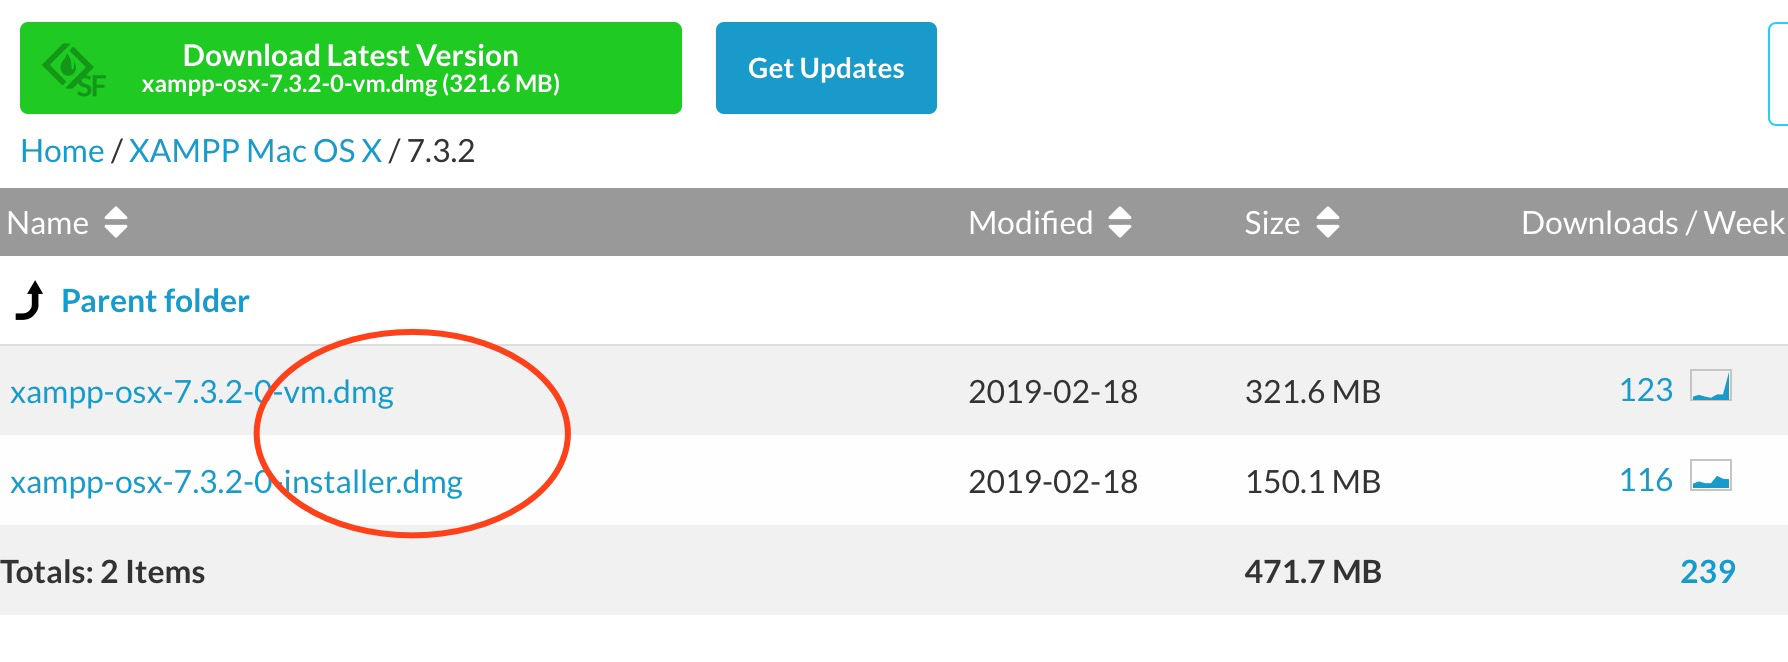 Download Latest Version
xampp-osx-7.3.2-0-vm.dmg (321.6 MB)
SF
Get Updates
Home / XAMPP Mac OS X / 7.3.2
Name Modified Size Downloads / Week
Parent folder
xampp-osx-7.3.2-0-vm.dmg 2019-02-18 321.6 MB 123
xampp-osx-7.3.2-0-installer.dmg 2019-02-18 150.1 MB 116
Totals: 2 Items 471.7 MB 239